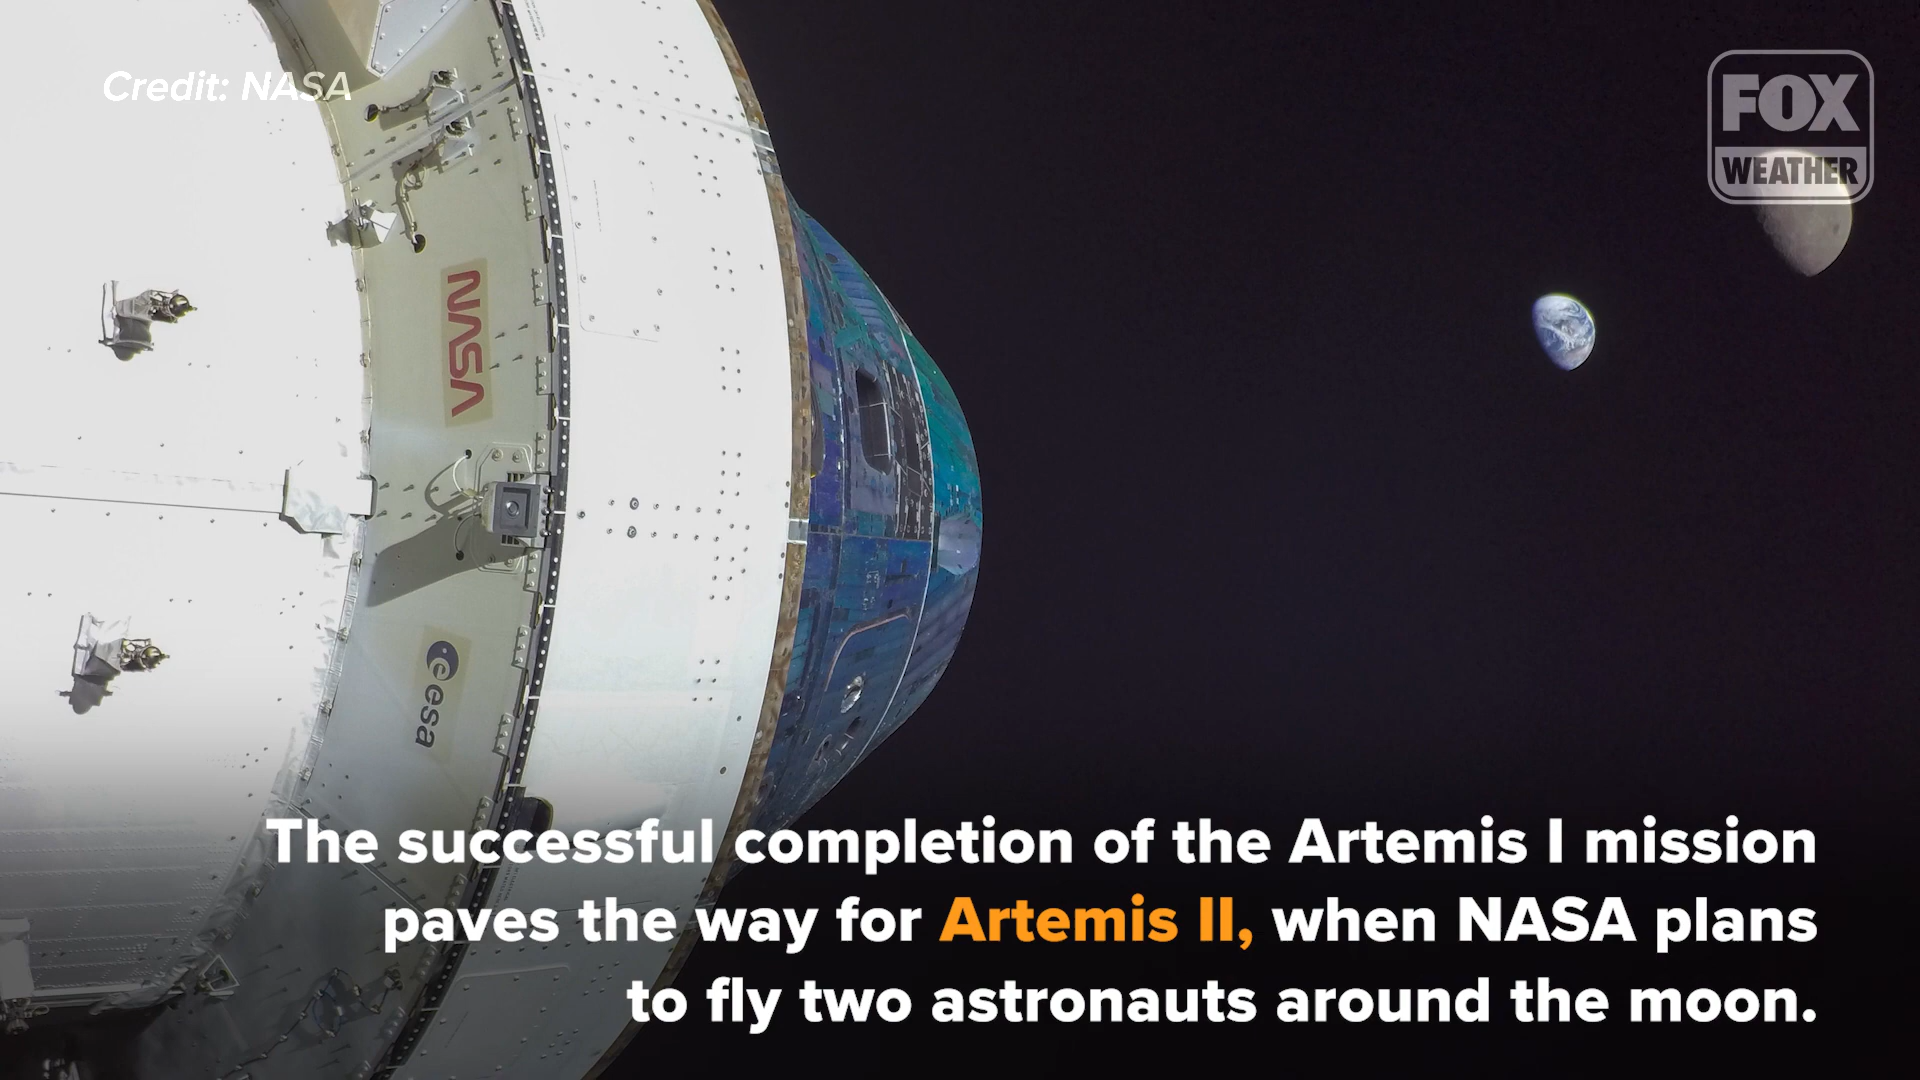 Credit: NASA
FOX
WEATHER
NASA
esa
The successful completion of the Artemis I mission
paves the way for Artemis II, when NASA plans
to fly two astronauts around the moon.